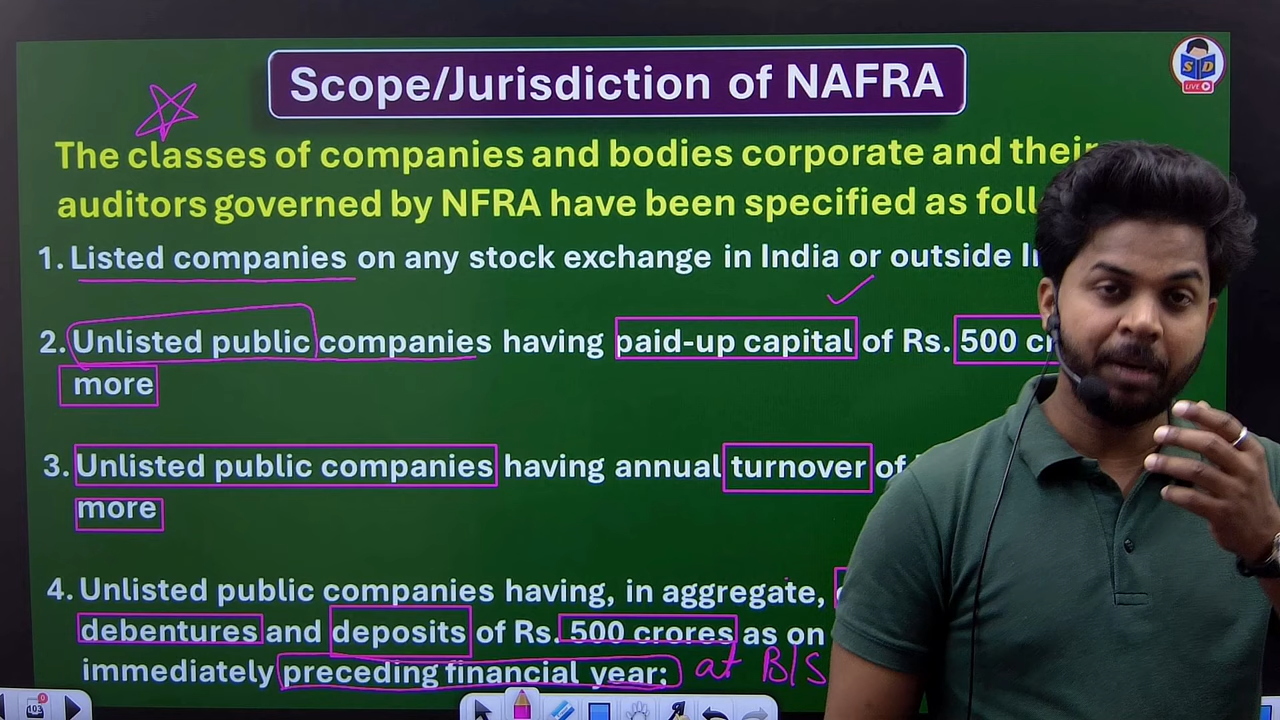 Scope/Jurisdiction of NAFRA
S D
LIVE
The classes of companies and bodies corporate and their
auditors governed by NFRA have been specified as
1. Listed companies on any stock exchange in India or outside
2. Unlisted public companies having paid-up capital of Rs. 500
more
3. Unlisted public companies having annual turnover of
more
4. Unlisted public companies having, in aggregate,
debentures and deposits of Rs. 500 crores as on
immediately preceding financial year; at B/S
103